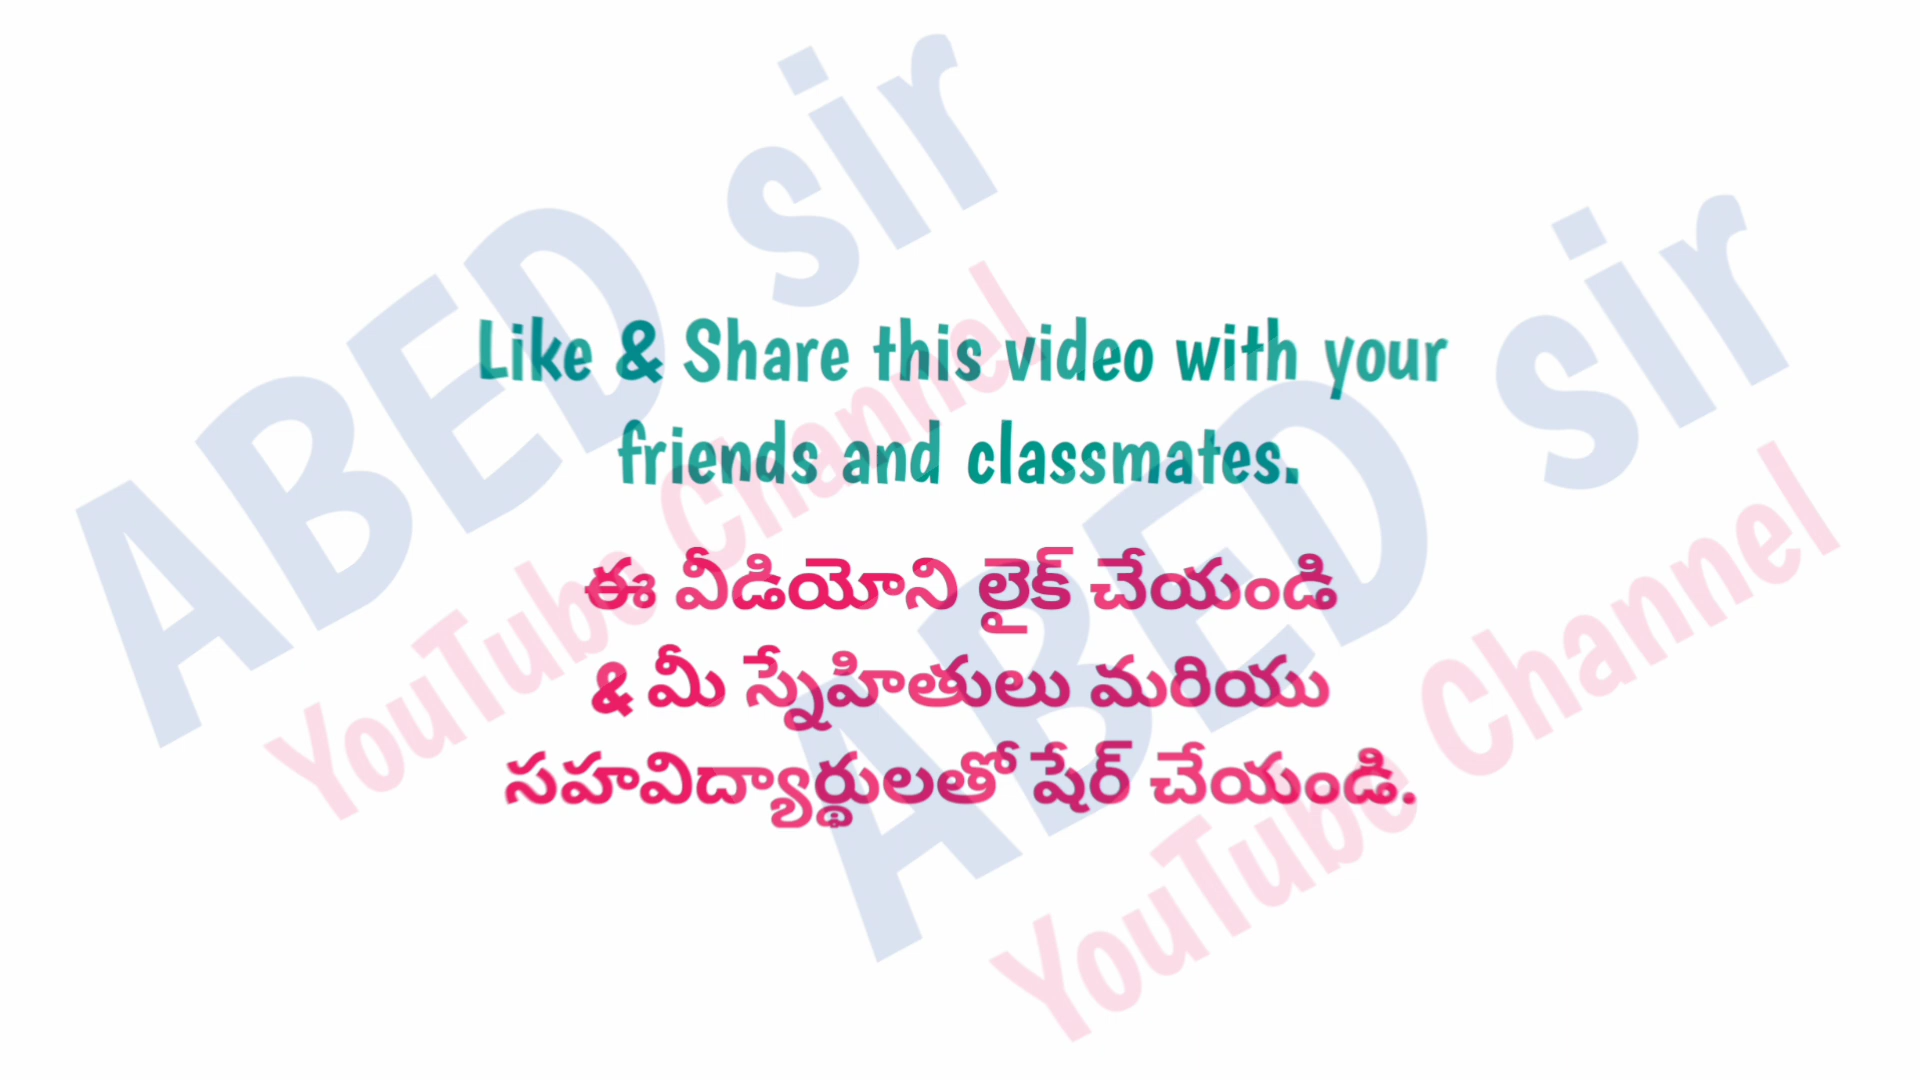 ABED sir
YouTube Channel
Like & Share this video with your
friends and classmates.
ఈ వీడియోని లైక్ చేయండి
& మీ స్నేహితులు మరియు
సహవిద్యార్థులతో షేర్ చేయండి.
ABED sir
YouTube Channel